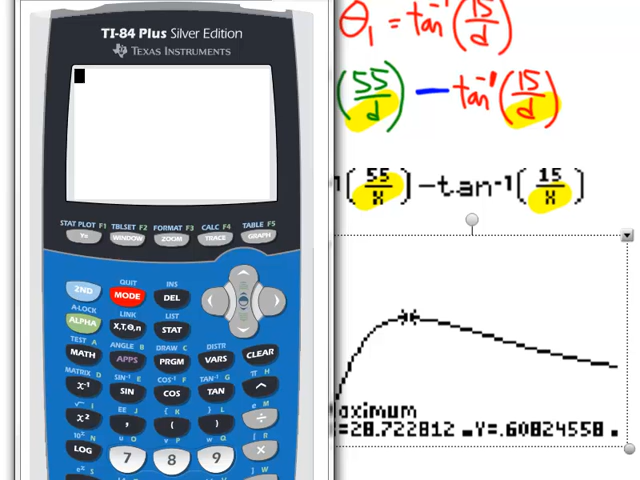 TI-84 Plus Silver Edition
TEXAS INSTRUMENTS
STAT PLOT F1 TBLSET F2 FORMAT F3 CALC F4 TABLE F5
Y= WINDOW ZOOM TRACE GRAPH
QUIT INS
2ND MODE DEL
A-LOCK LINK LIST
ALPHA X,T,Θ,n STAT
TEST A ANGLE B DRAW C DISTR
MATH APPS PRGM VARS CLEAR
MATRIX D SIN⁻¹ E COS⁻¹ F TAN⁻¹ G π H
x⁻¹ SIN COS TAN ^
√ I EE J { K } L e M
x² , ( ) ÷
10ˣ N u O v P w Q [ R
LOG 7 8 9 ×
eˣ S
θ₁ = tan⁻¹(15/d)
(55/d) − tan⁻¹(15/d)
¹(55/X)−tan⁻¹(15/X)
aximum
=28.722812 Y=.60824558